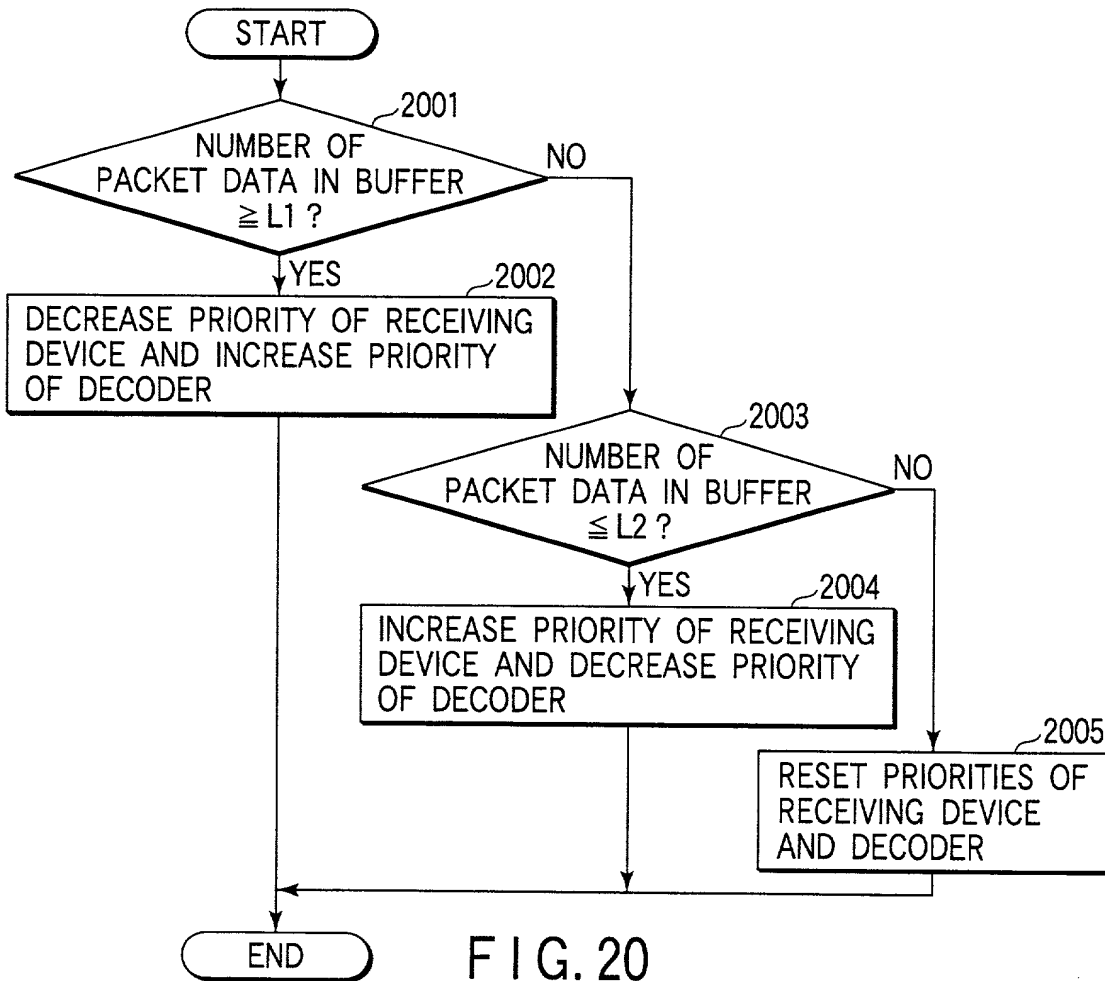 START
2001
NUMBER OF
PACKET DATA IN BUFFER
≧ L1 ?
NO
YES
2002
DECREASE PRIORITY OF RECEIVING
DEVICE AND INCREASE PRIORITY
OF DECODER
2003
NUMBER OF
PACKET DATA IN BUFFER
≦ L2 ?
NO
YES
2004
INCREASE PRIORITY OF RECEIVING
DEVICE AND DECREASE PRIORITY
OF DECODER
2005
RESET PRIORITIES OF
RECEIVING DEVICE
AND DECODER
END
FIG. 20